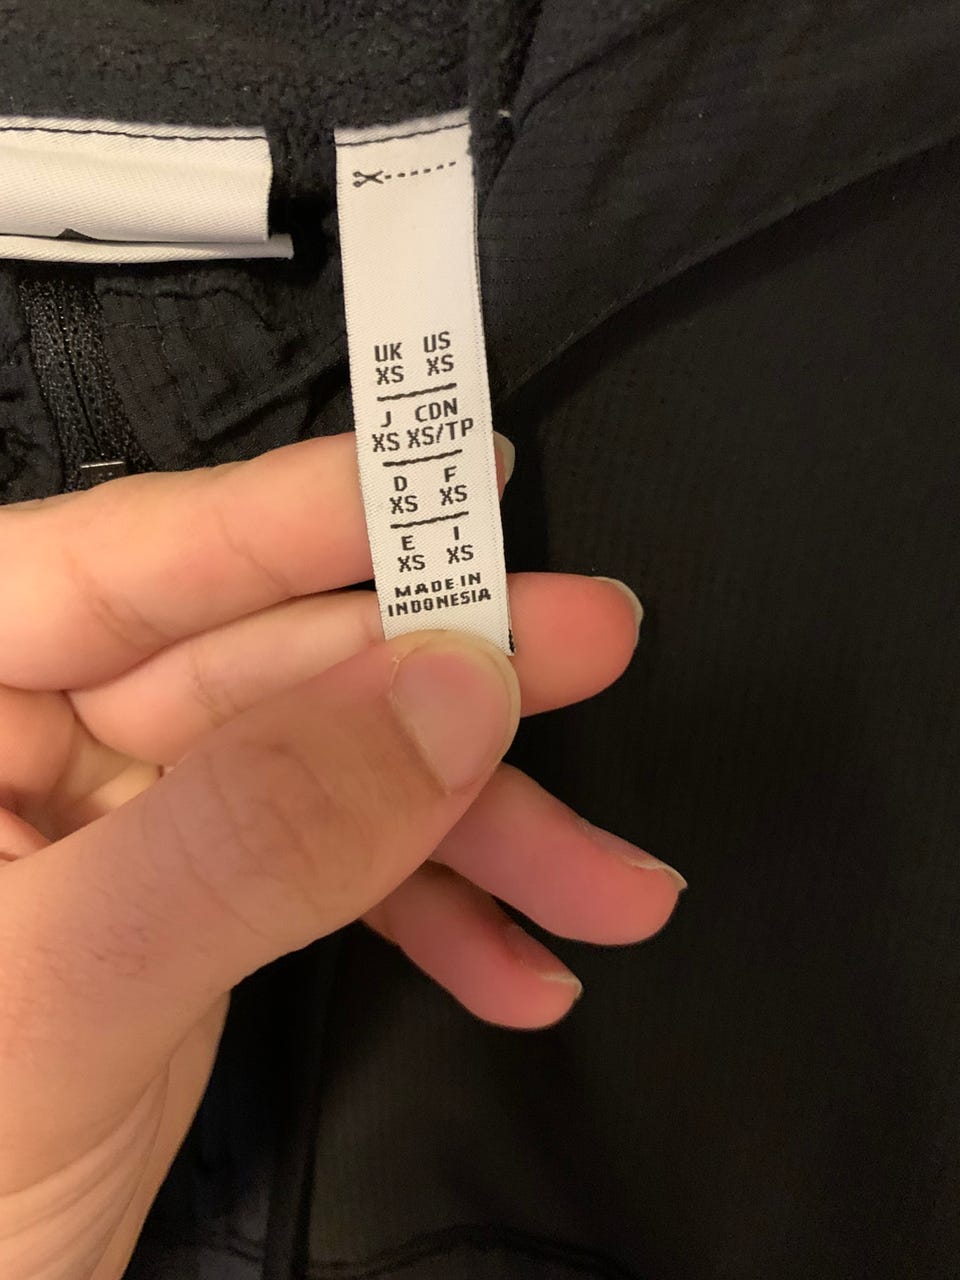 UK US
XS XS
J CDN
XS XS/TP
D F
XS XS
E I
XS XS
MADE IN
INDONESIA